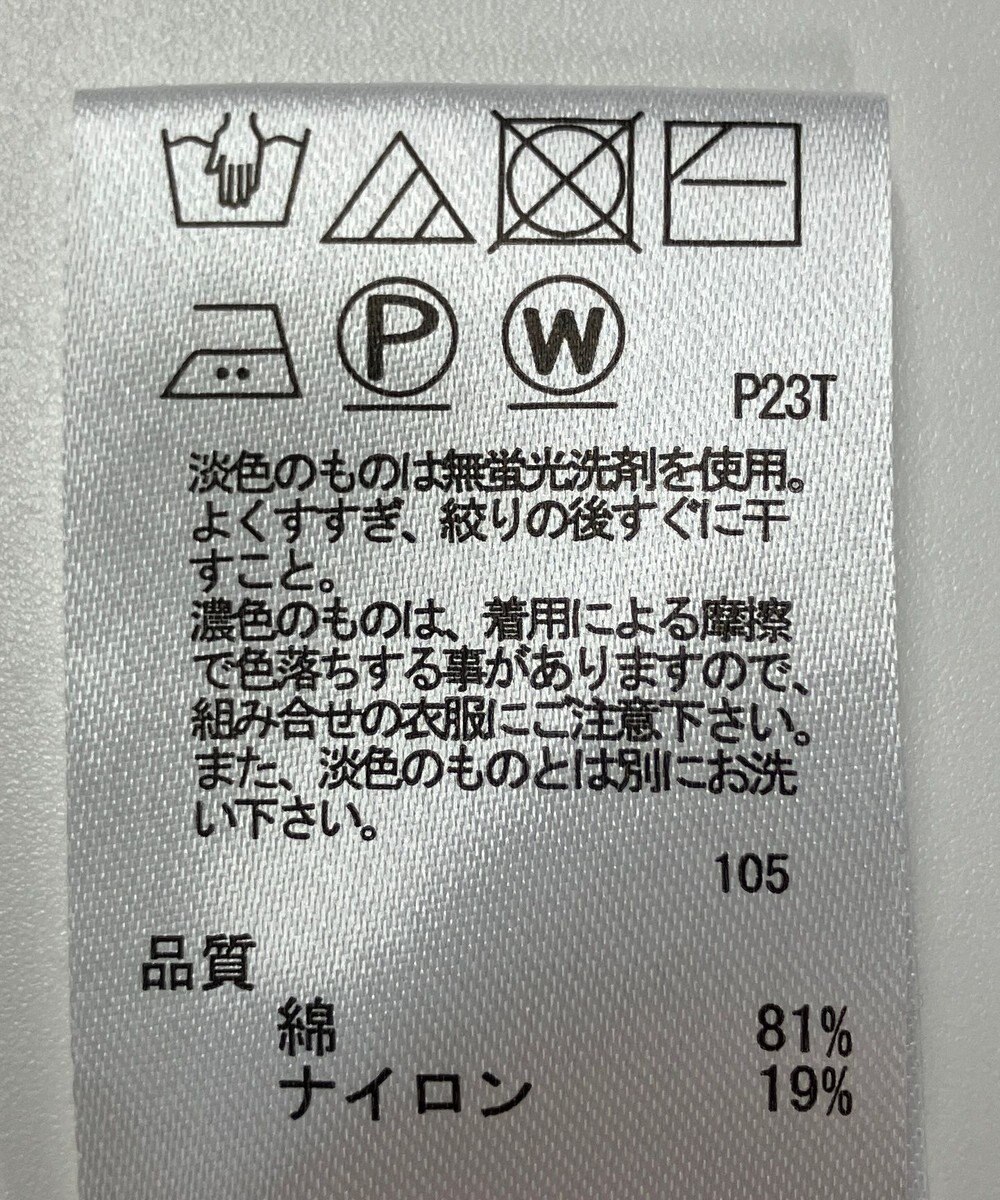 P
W
P23T
淡色のものは無蛍光洗剤を使用。
よくすすぎ、絞りの後すぐに干
すこと。
濃色のものは、着用による摩擦
で色落ちする事がありますので、
組み合せの衣服にご注意下さい。
また、淡色のものとは別にお洗
い下さい。
105
品質
綿 81%
ナイロン 19%